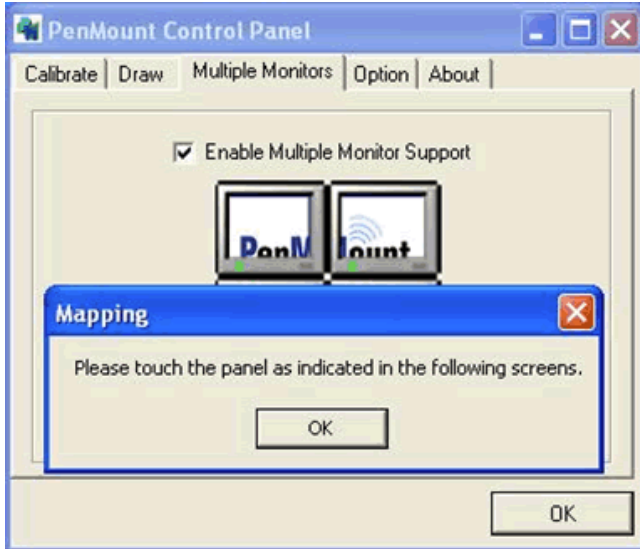 PenMount Control Panel
Calibrate Draw Multiple Monitors Option About
Enable Multiple Monitor Support
PenMount
Mapping
Please touch the panel as indicated in the following screens.
OK
OK